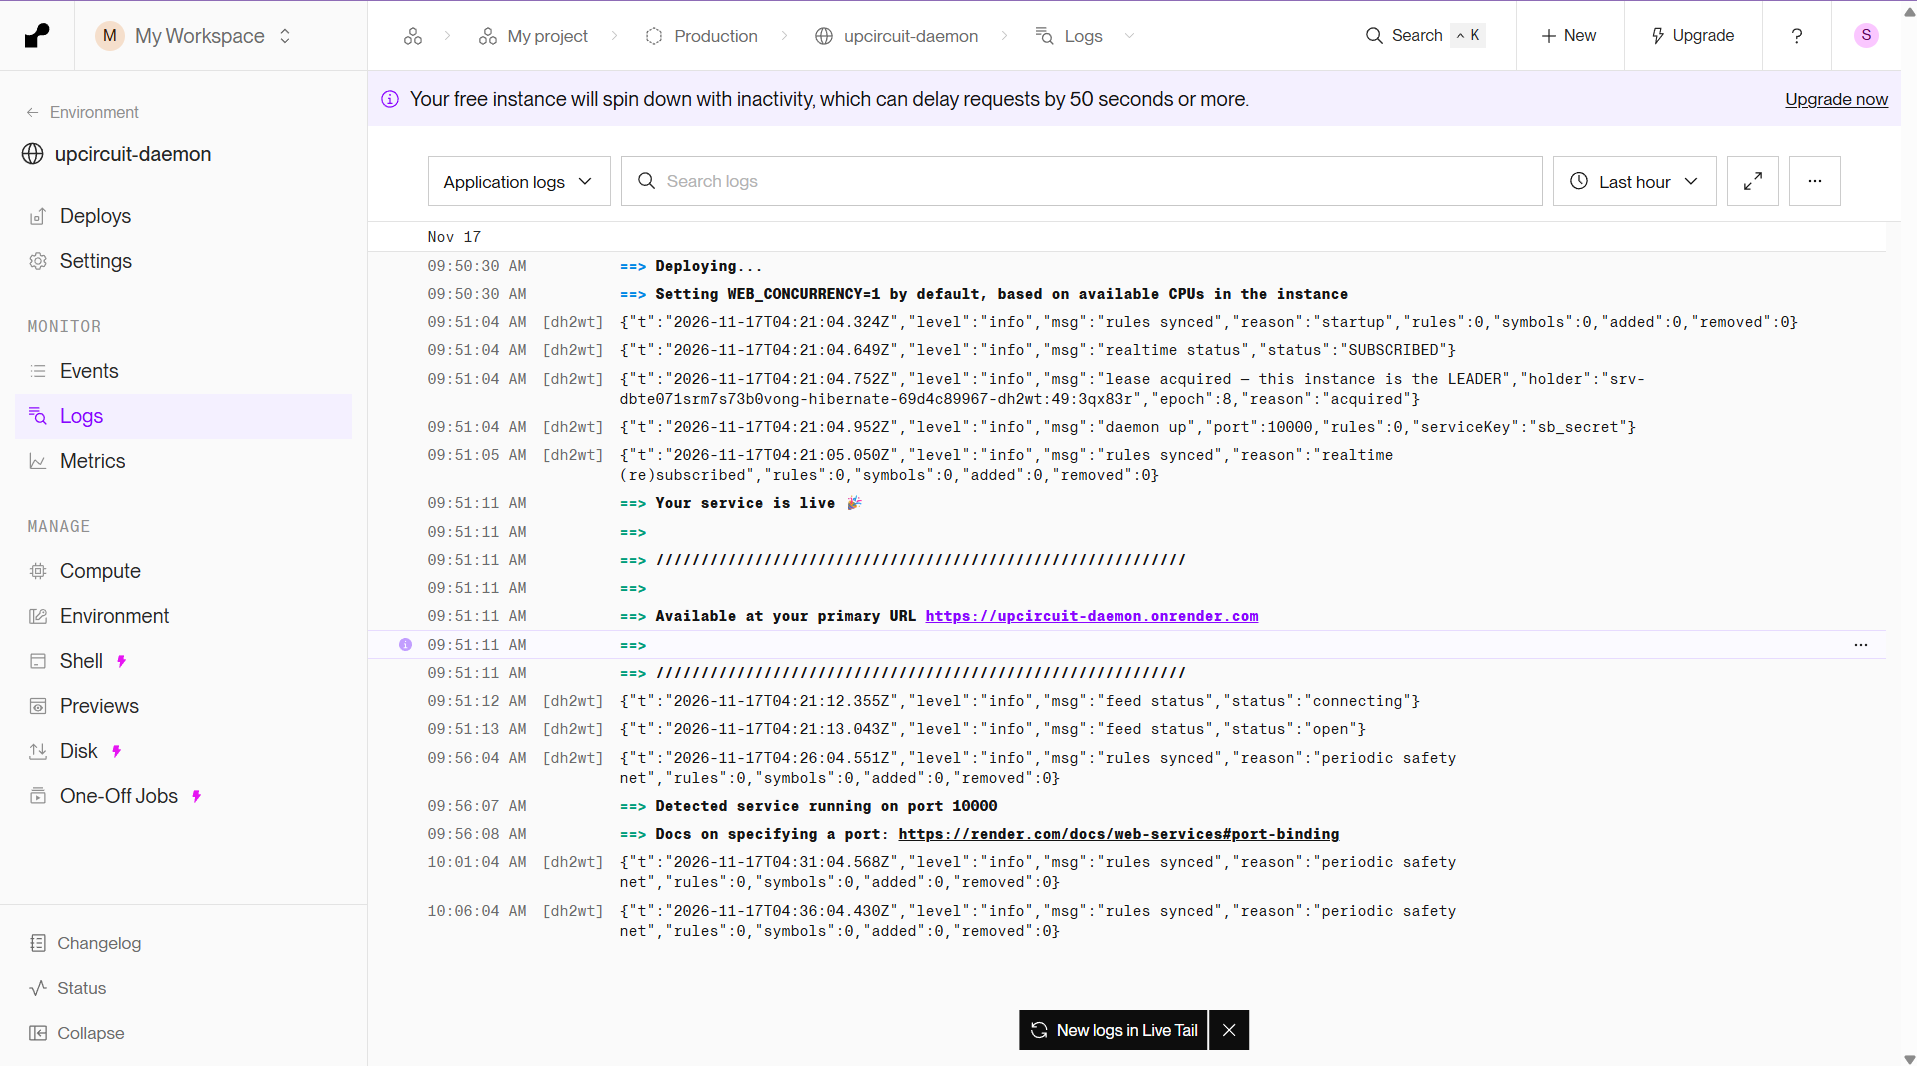 M My Workspace
My project
Production
upcircuit-daemon
Logs
Search ^ K
+ New
Upgrade
?
S
← Environment
upcircuit-daemon
Deploys
Settings
MONITOR
Events
Logs
Metrics
MANAGE
Compute
Environment
Shell
Previews
Disk
One-Off Jobs
Changelog
Status
Collapse
Your free instance will spin down with inactivity, which can delay requests by 50 seconds or more.
Upgrade now
Application logs
Search logs
Last hour
...
Nov 17
09:50:30 AM ==> Deploying...
09:50:30 AM ==> Setting WEB_CONCURRENCY=1 by default, based on available CPUs in the instance
09:51:04 AM [dh2wt] {"t":"2026-11-17T04:21:04.324Z","level":"info","msg":"rules synced","reason":"startup","rules":0,"symbols":0,"added":0,"removed":0}
09:51:04 AM [dh2wt] {"t":"2026-11-17T04:21:04.649Z","level":"info","msg":"realtime status","status":"SUBSCRIBED"}
09:51:04 AM [dh2wt] {"t":"2026-11-17T04:21:04.752Z","level":"info","msg":"lease acquired — this instance is the LEADER","holder":"srv-
dbte071srm7s73b0vong-hibernate-69d4c89967-dh2wt:49:3qx83r","epoch":8,"reason":"acquired"}
09:51:04 AM [dh2wt] {"t":"2026-11-17T04:21:04.952Z","level":"info","msg":"daemon up","port":10000,"rules":0,"serviceKey":"sb_secret"}
09:51:05 AM [dh2wt] {"t":"2026-11-17T04:21:05.050Z","level":"info","msg":"rules synced","reason":"realtime
(re)subscribed","rules":0,"symbols":0,"added":0,"removed":0}
09:51:11 AM ==> Your service is live 🎉
09:51:11 AM ==>
09:51:11 AM ==> ///////////////////////////////////////////////////////////
09:51:11 AM ==>
09:51:11 AM ==> Available at your primary URL https://upcircuit-daemon.onrender.com
09:51:11 AM ==>
09:51:11 AM ==> ///////////////////////////////////////////////////////////
09:51:12 AM [dh2wt] {"t":"2026-11-17T04:21:12.355Z","level":"info","msg":"feed status","status":"connecting"}
09:51:13 AM [dh2wt] {"t":"2026-11-17T04:21:13.043Z","level":"info","msg":"feed status","status":"open"}
09:56:04 AM [dh2wt] {"t":"2026-11-17T04:26:04.551Z","level":"info","msg":"rules synced","reason":"periodic safety
net","rules":0,"symbols":0,"added":0,"removed":0}
09:56:07 AM ==> Detected service running on port 10000
09:56:08 AM ==> Docs on specifying a port: https://render.com/docs/web-services#port-binding
10:01:04 AM [dh2wt] {"t":"2026-11-17T04:31:04.568Z","level":"info","msg":"rules synced","reason":"periodic safety
net","rules":0,"symbols":0,"added":0,"removed":0}
10:06:04 AM [dh2wt] {"t":"2026-11-17T04:36:04.430Z","level":"info","msg":"rules synced","reason":"periodic safety
net","rules":0,"symbols":0,"added":0,"removed":0}
New logs in Live Tail